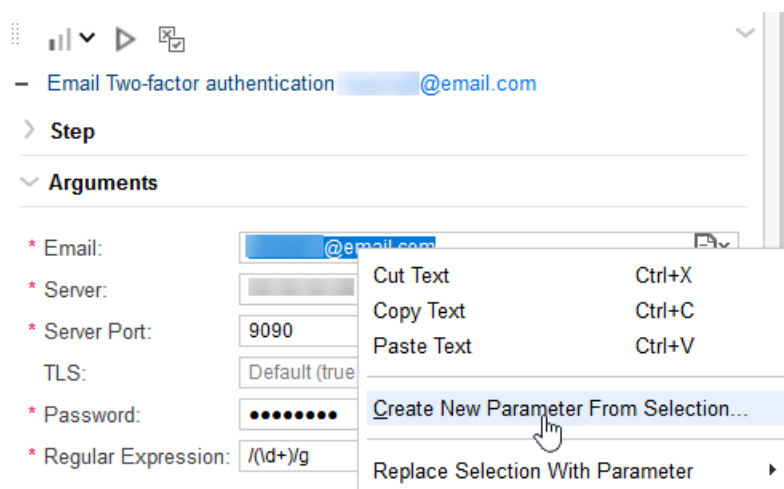 Email Two-factor authentication @email.com
Step
Arguments
* Email: @email.com
* Server:
* Server Port: 9090
TLS: Default (true
* Password: ●●●●●●●●
* Regular Expression: /(\d+)/g
Cut Text Ctrl+X
Copy Text Ctrl+C
Paste Text Ctrl+V
Create New Parameter From Selection...
Replace Selection With Parameter